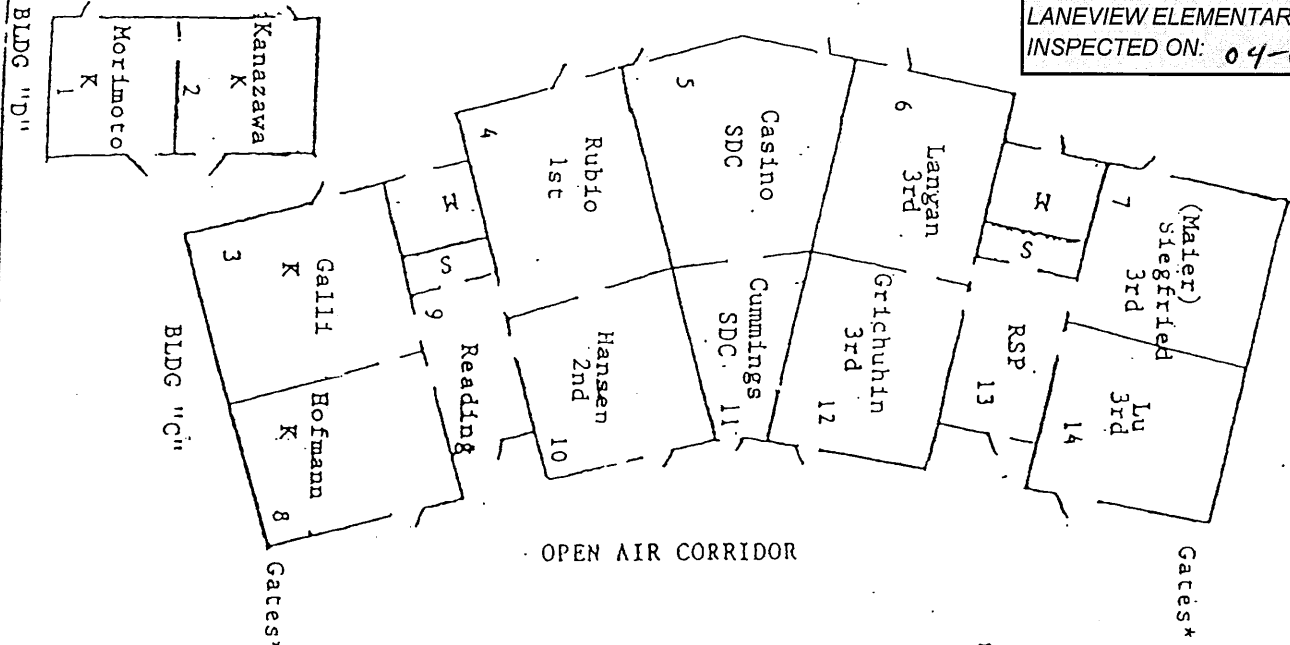 LANEVIEW ELEMENTAR
INSPECTED ON: 04-
BLDG "D"
Morimoto
K
1
Kanazawa
K
2
4
Rubio
1st
5
Casino
SDC
6
Langan
3rd
W
S
7
(Maier)
Siegfried
3rd
3
Galli
K
W
S
9
Reading
Hansen
2nd
10
Cummings
SDC
11
Grichuhin
3rd
12
RSP
13
Lu
3rd
14
BLDG "C"
Hofmann
K
8
OPEN AIR CORRIDOR
Gates*
Gates*